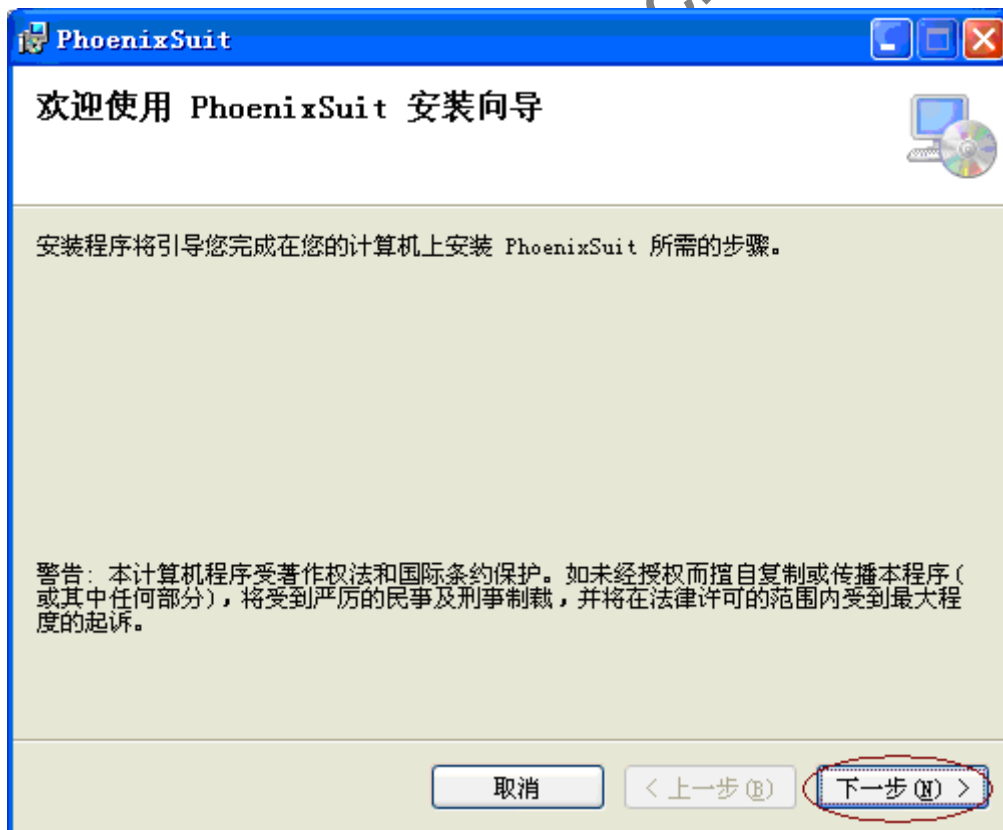 PhoenixSuit
欢迎使用 PhoenixSuit 安装向导
安装程序将引导您完成在您的计算机上安装 PhoenixSuit 所需的步骤。
警告: 本计算机程序受著作权法和国际条约保护。如未经授权而擅自复制或传播本程序(
或其中任何部分)，将受到严厉的民事及刑事制裁，并将在法律许可的范围内受到最大程
度的起诉。
取消
< 上一步(B)
下一步(N) >